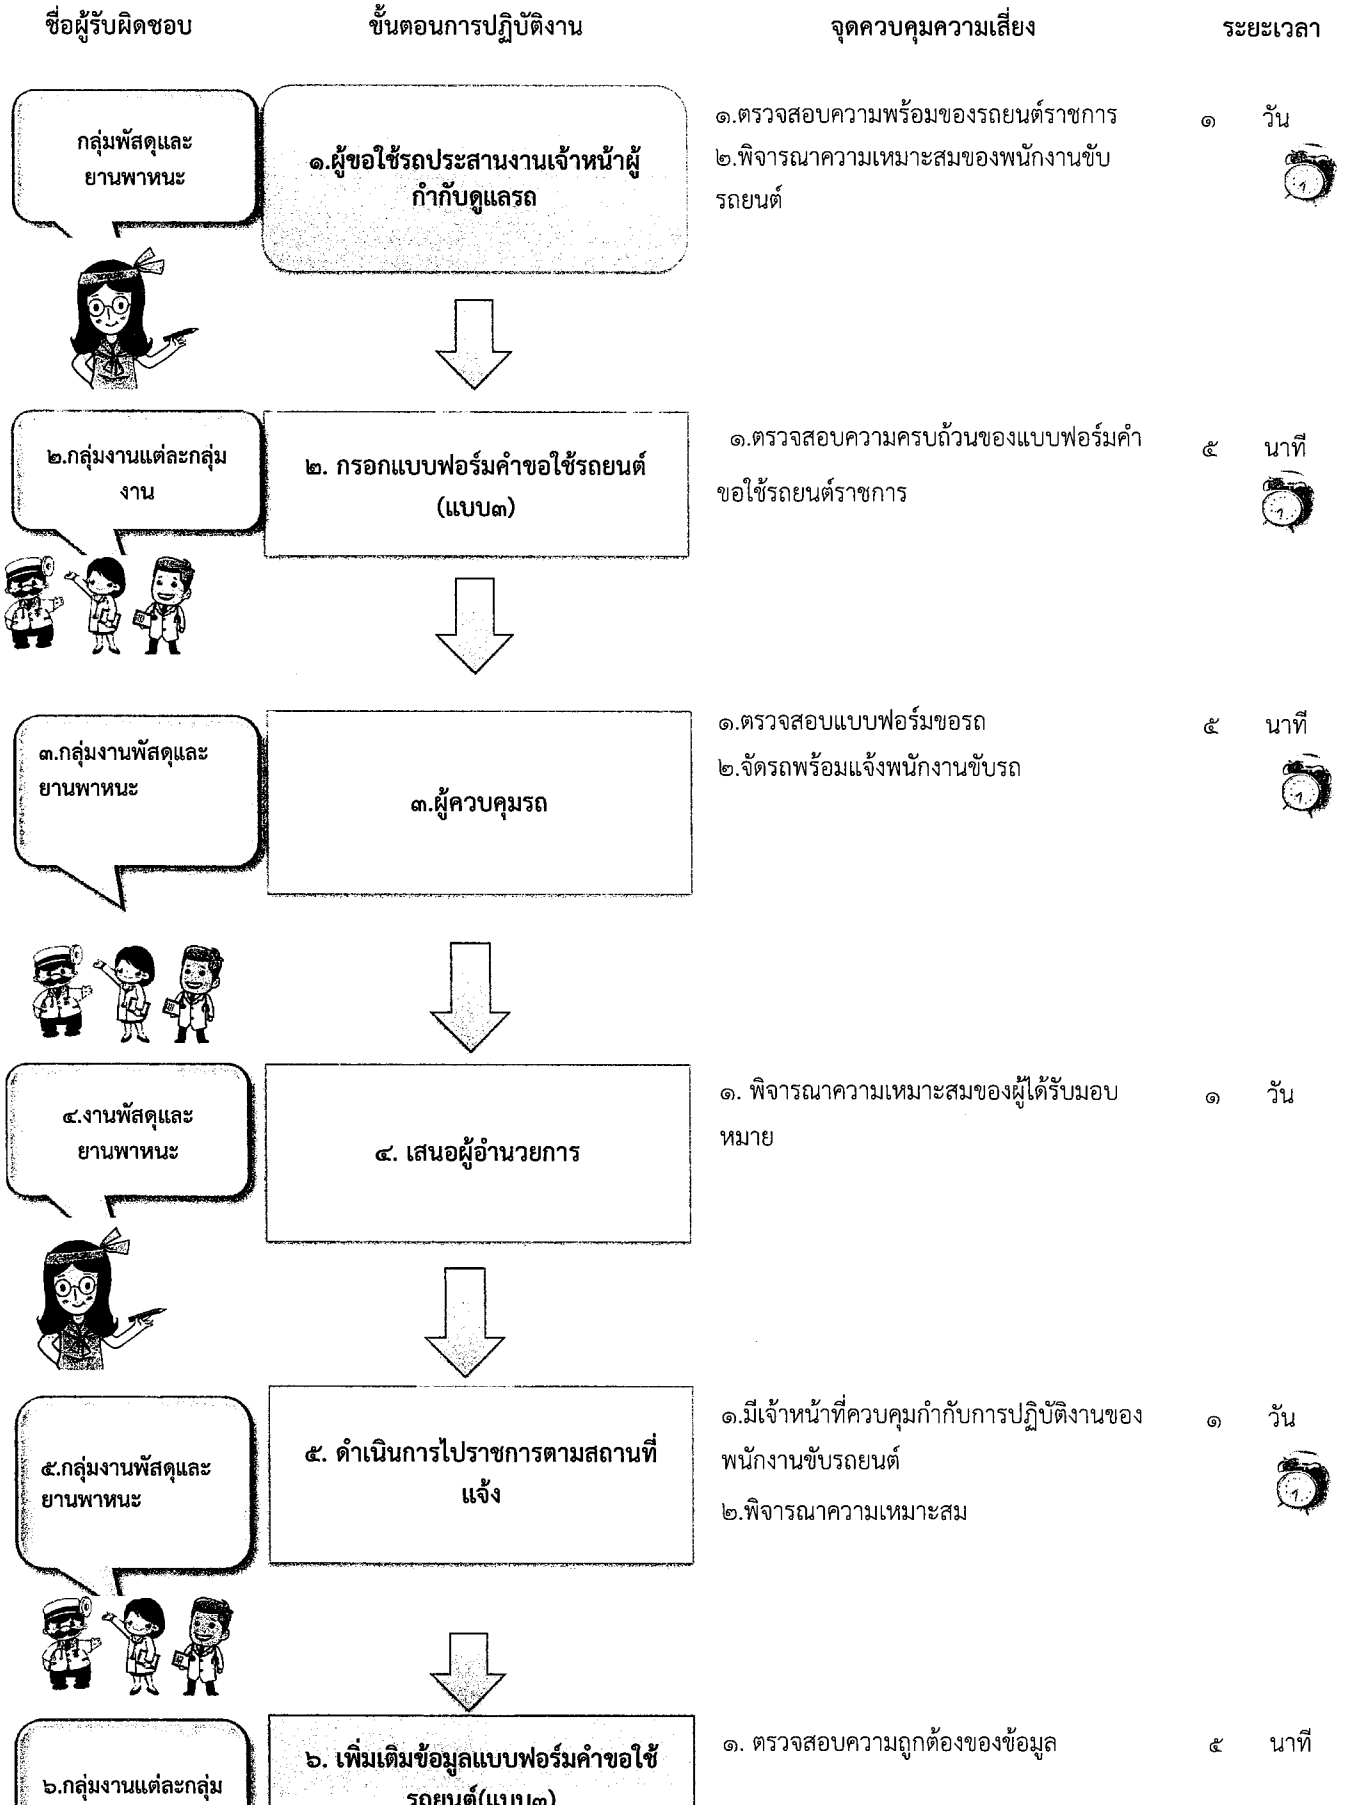 ชื่อผู้รับผิดชอบ
ขั้นตอนการปฏิบัติงาน
จุดควบคุมความเสี่ยง
ระยะเวลา
กลุ่มพัสดุและ
ยานพาหนะ
๑.ผู้ขอใช้รถประสานงานเจ้าหน้าผู้
กำกับดูแลรถ
๑.ตรวจสอบความพร้อมของรถยนต์ราชการ
๒.พิจารณาความเหมาะสมของพนักงานขับ
รถยนต์
๑ วัน
๒.กลุ่มงานแต่ละกลุ่ม
งาน
๒. กรอกแบบฟอร์มคำขอใช้รถยนต์
(แบบ๓)
๑.ตรวจสอบความครบถ้วนของแบบฟอร์มคำ
ขอใช้รถยนต์ราชการ
๕ นาที
๓.กลุ่มงานพัสดุและ
ยานพาหนะ
๓.ผู้ควบคุมรถ
๑.ตรวจสอบแบบฟอร์มขอรถ
๒.จัดรถพร้อมแจ้งพนักงานขับรถ
๕ นาที
๔.งานพัสดุและ
ยานพาหนะ
๔. เสนอผู้อำนวยการ
๑. พิจารณาความเหมาะสมของผู้ได้รับมอบ
หมาย
๑ วัน
๕.กลุ่มงานพัสดุและ
ยานพาหนะ
๕. ดำเนินการไปราชการตามสถานที่
แจ้ง
๑.มีเจ้าหน้าที่ควบคุมกำกับการปฏิบัติงานของ
พนักงานขับรถยนต์
๒.พิจารณาความเหมาะสม
๑ วัน
๖.กลุ่มงานแต่ละกลุ่ม
๖. เพิ่มเติมข้อมูลแบบฟอร์มคำขอใช้
รถยนต์(แบบ๓)
๑. ตรวจสอบความถูกต้องของข้อมูล
๕ นาที